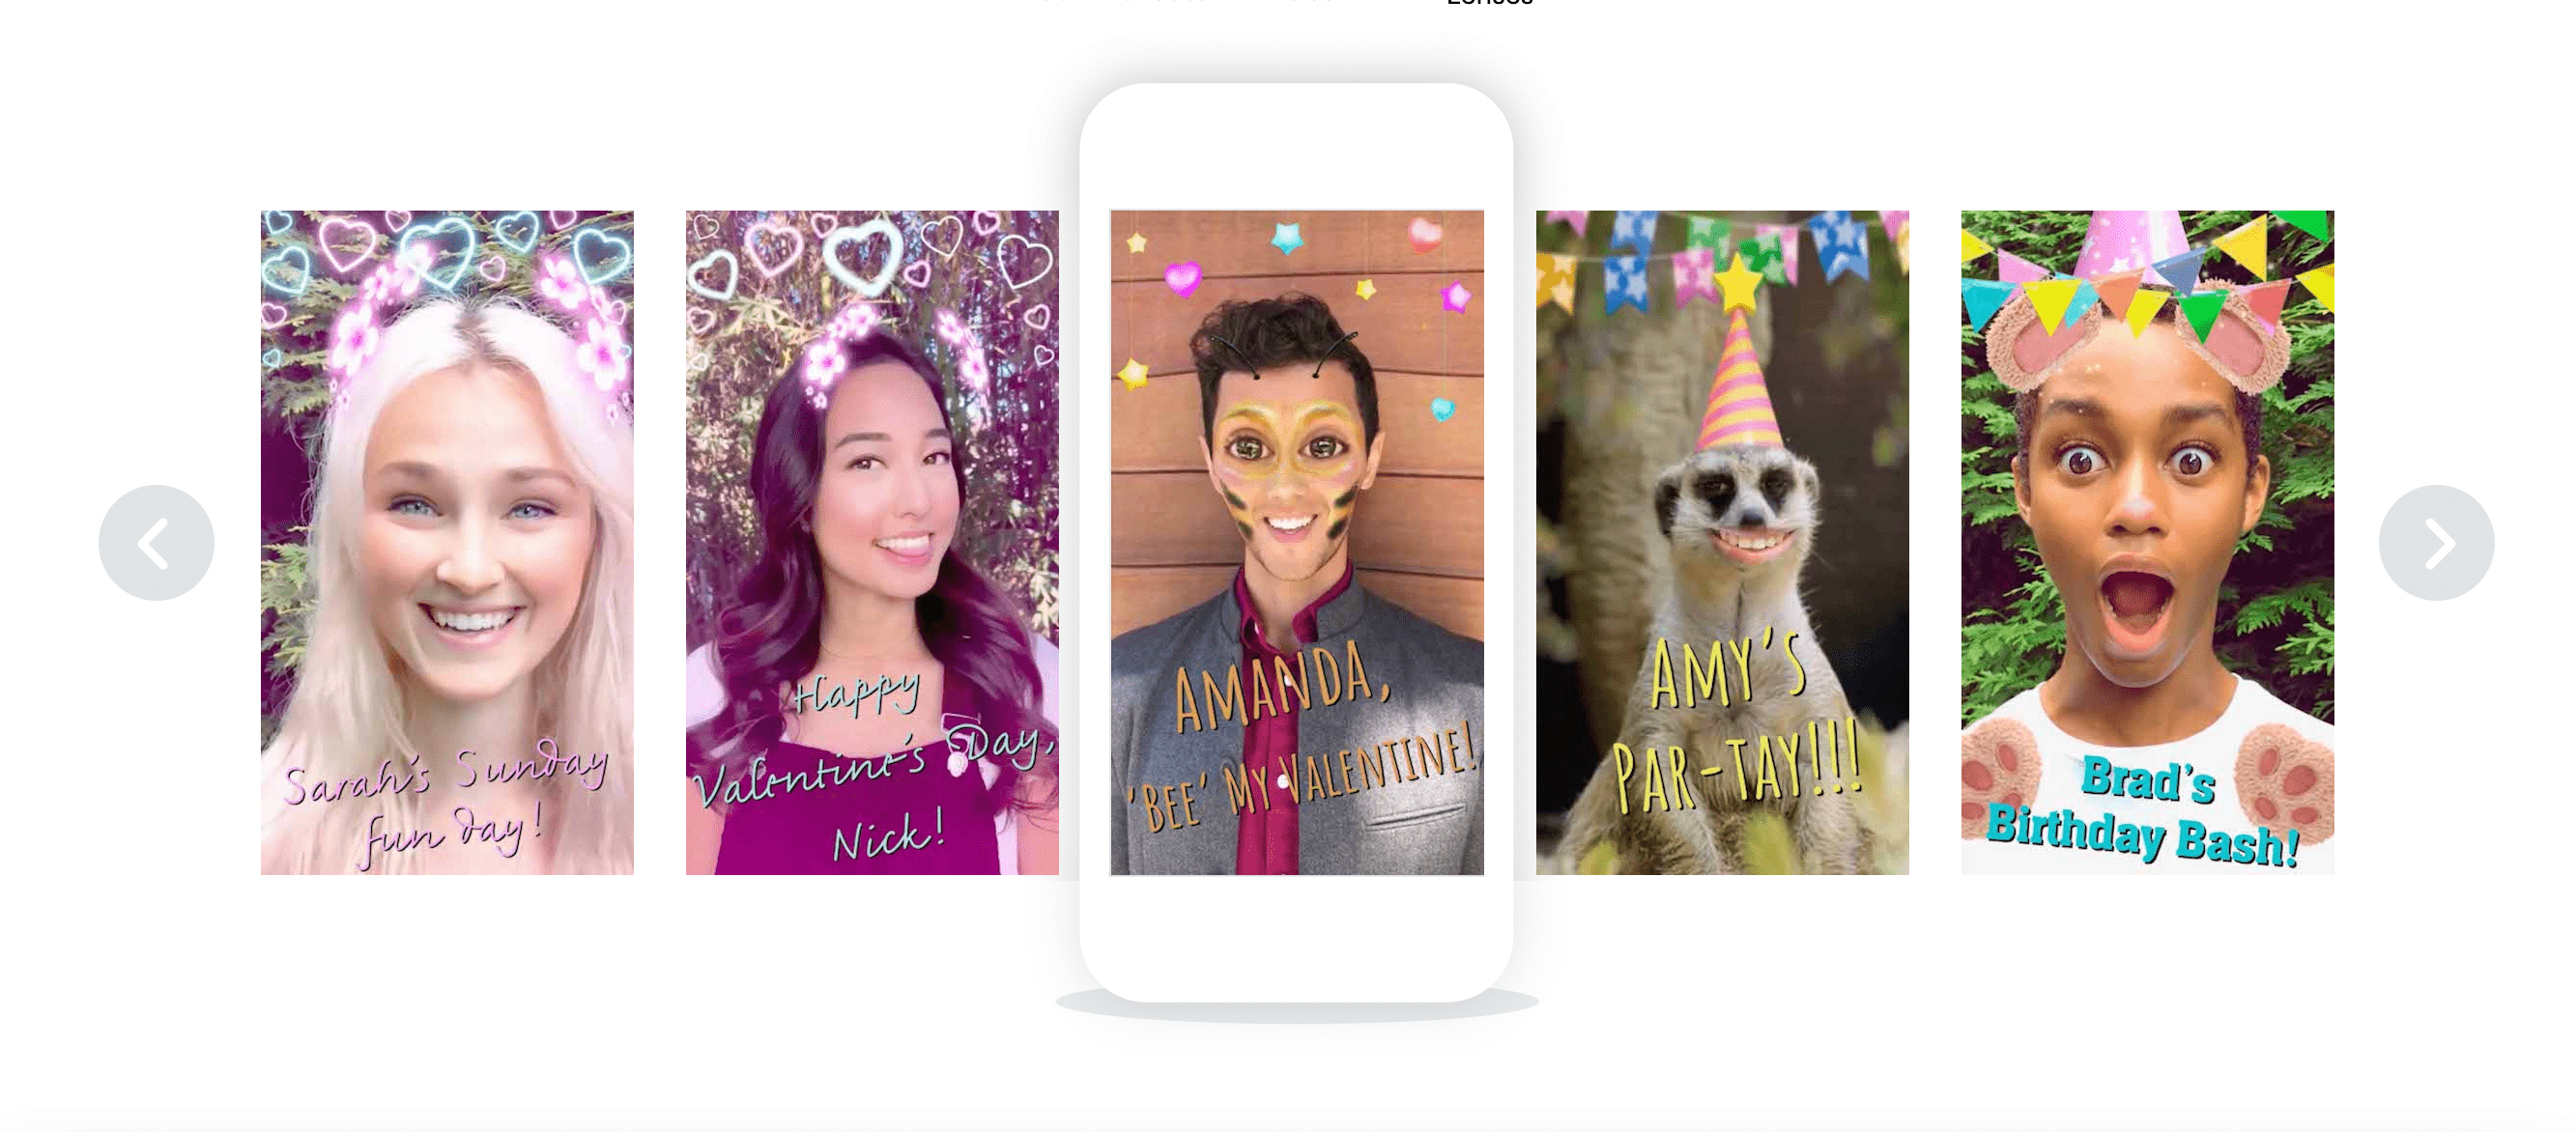 Lenses
Sarah's Sunday
fun day!
Happy
Valentine's Day,
Nick!
AMANDA,
'BEE' MY VALENTINE!
AMY'S
PAR-TAY!!!
Brad's
Birthday Bash!